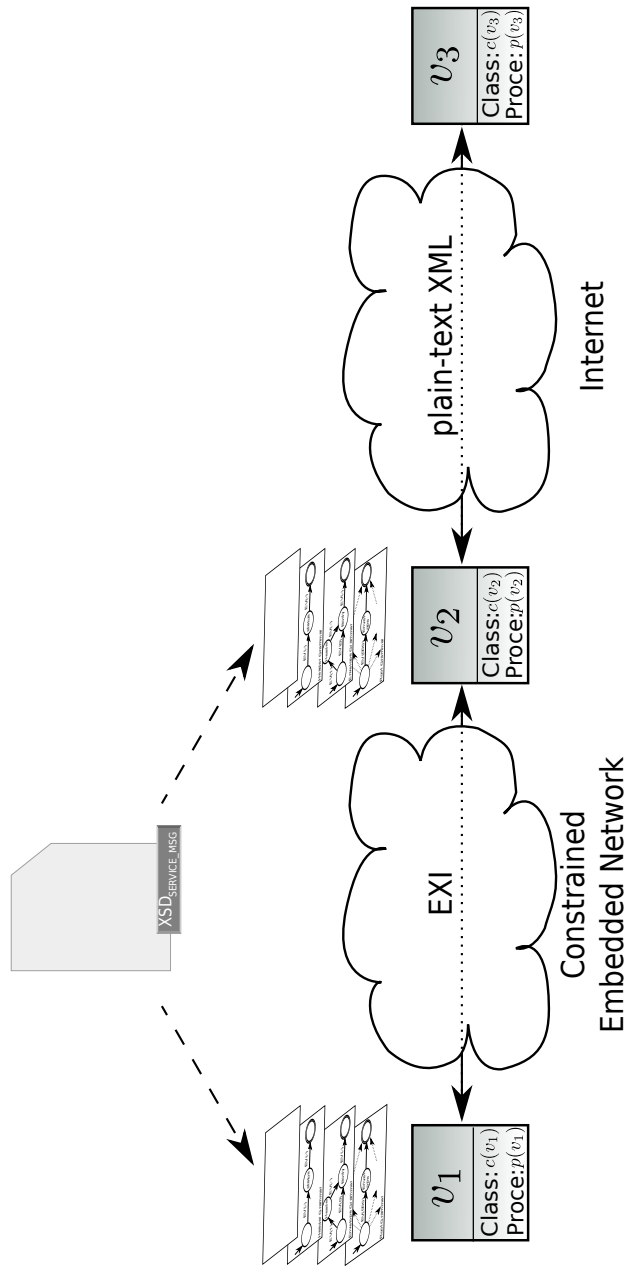 XSD_SERVICE_MSG
EXI
plain-text XML
v₁
Class: c(v₁)
Proce:p(v₁)
v₂
Class:c(v₂)
Proce:p(v₂)
v₃
Class: c(v₃)
Proce: p(v₃)
Constrained
Embedded Network
Internet